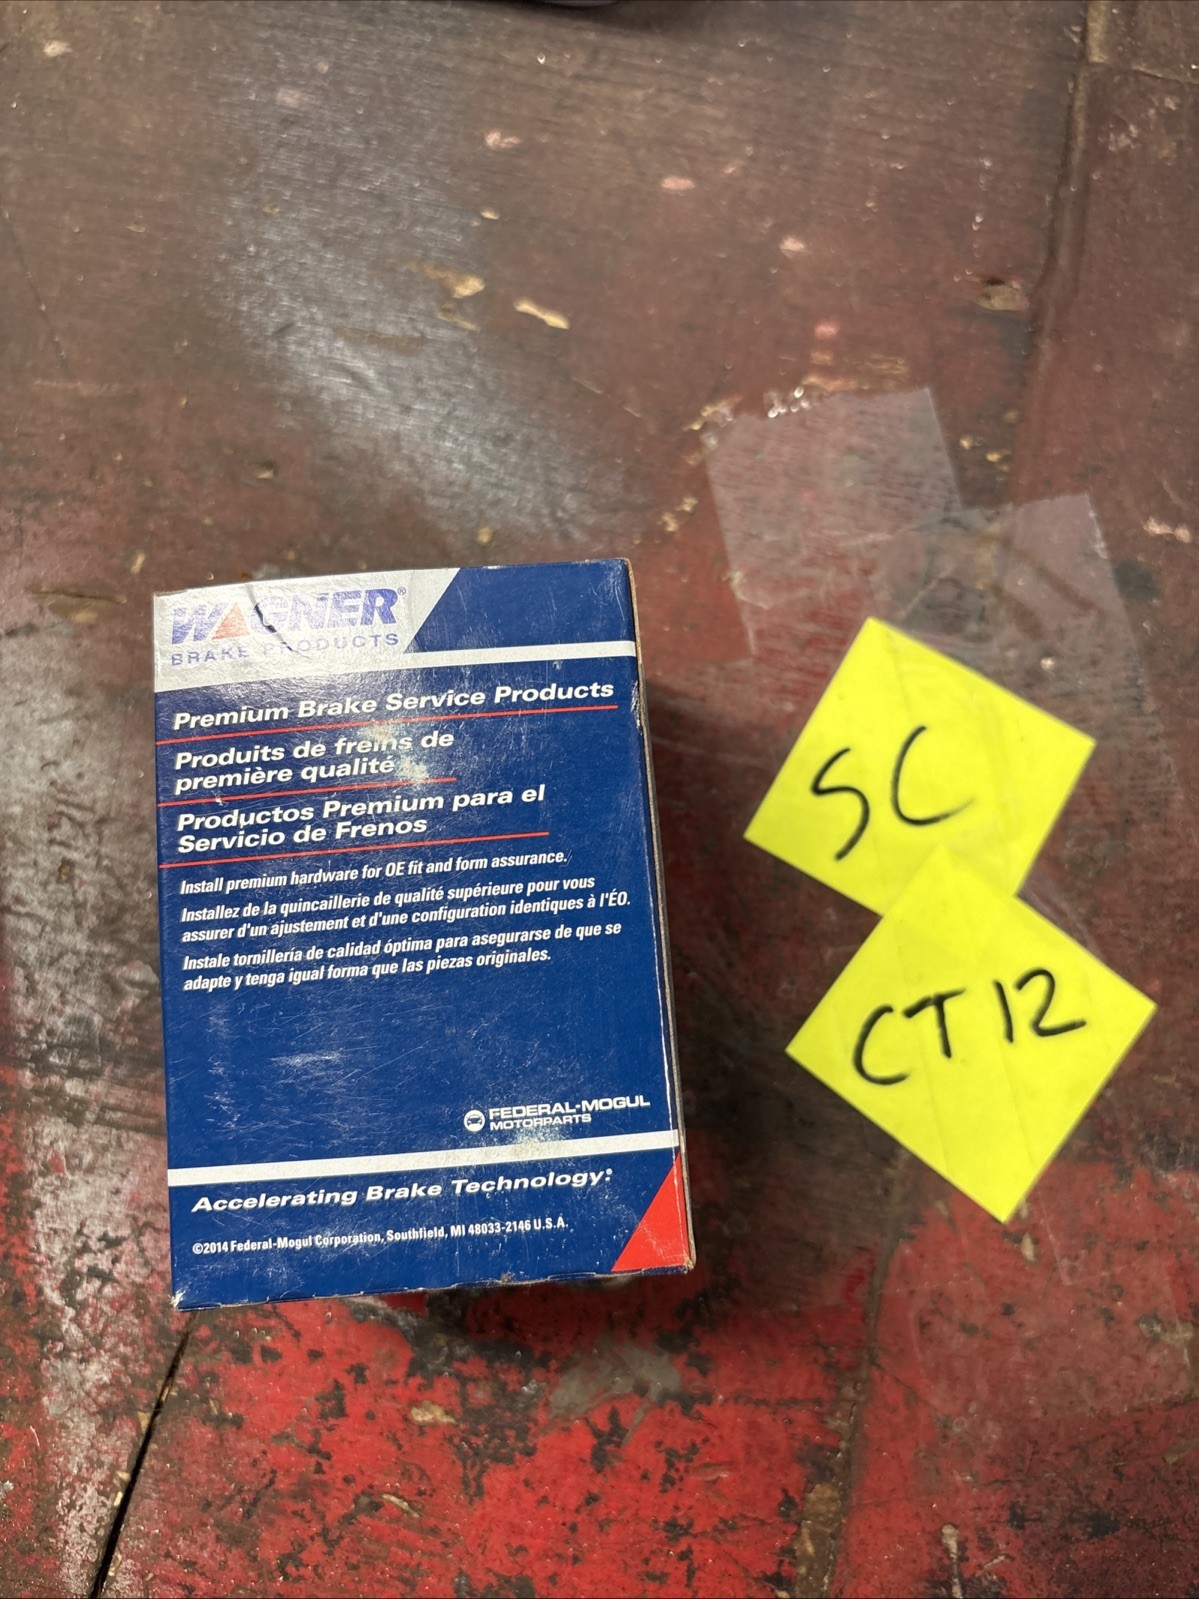 WAGNER®
BRAKE PRODUCTS
Premium Brake Service Products
Produits de freins de
première qualité
Productos Premium para el
Servicio de Frenos
Install premium hardware for OE fit and form assurance.
Installez de la quincaillerie de qualité supérieure pour vous
assurer d'un ajustement et d'une configuration identiques à l'ÉO.
Instale tornillería de calidad óptima para asegurarse de que se
adapte y tenga igual forma que las piezas originales.
FEDERAL-MOGUL
MOTORPARTS
Accelerating Brake Technology®
©2014 Federal-Mogul Corporation, Southfield, MI 48033-2146 U.S.A.
SC
CT12